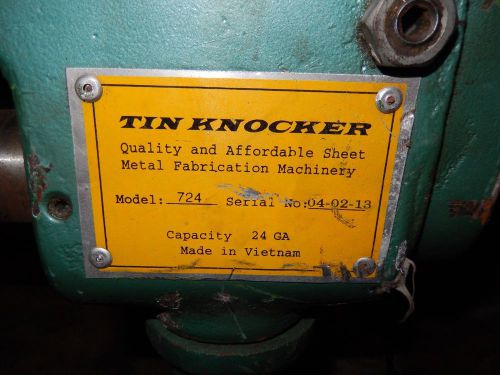 TIN KNOCKER
Quality and Affordable Sheet
Metal Fabrication Machinery
Model: 724 Serial No: 04-02-13
Capacity 24 GA
Made in Vietnam